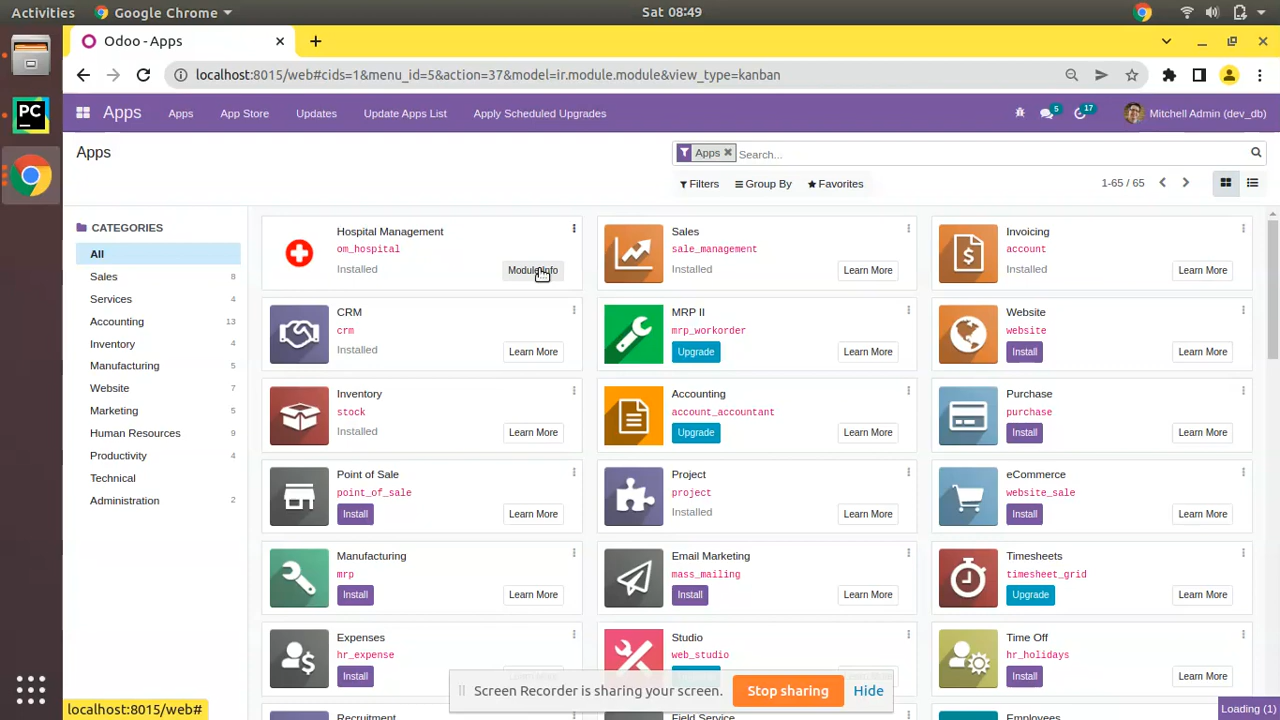 Activities
Google Chrome
Sat 08:49
Odoo - Apps
localhost:8015/web#cids=1&menu_id=5&action=37&model=ir.module.module&view_type=kanban
Apps
Apps
App Store
Updates
Update Apps List
Apply Scheduled Upgrades
5
17
Mitchell Admin (dev_db)
Apps
Apps
Search...
Filters
Group By
Favorites
1-65 / 65
CATEGORIES
All
Sales 8
Services 4
Accounting 13
Inventory 4
Manufacturing 5
Website 7
Marketing 5
Human Resources 9
Productivity 4
Technical
Administration 2
Hospital Management
om_hospital
Installed
Module Info
Sales
sale_management
Installed
Learn More
Invoicing
account
Installed
Learn More
CRM
crm
Installed
Learn More
MRP II
mrp_workorder
Upgrade
Learn More
Website
website
Install
Learn More
Inventory
stock
Installed
Learn More
Accounting
account_accountant
Upgrade
Learn More
Purchase
purchase
Install
Learn More
Point of Sale
point_of_sale
Install
Learn More
Project
project
Installed
Learn More
eCommerce
website_sale
Install
Learn More
Manufacturing
mrp
Install
Learn More
Email Marketing
mass_mailing
Install
Learn More
Timesheets
timesheet_grid
Upgrade
Learn More
Expenses
hr_expense
Install
Studio
web_studio
Time Off
hr_holidays
Install
Learn More
Recruitment
Field Service
Employees
Screen Recorder is sharing your screen.
Stop sharing
Hide
localhost:8015/web#
Loading (1)
PC